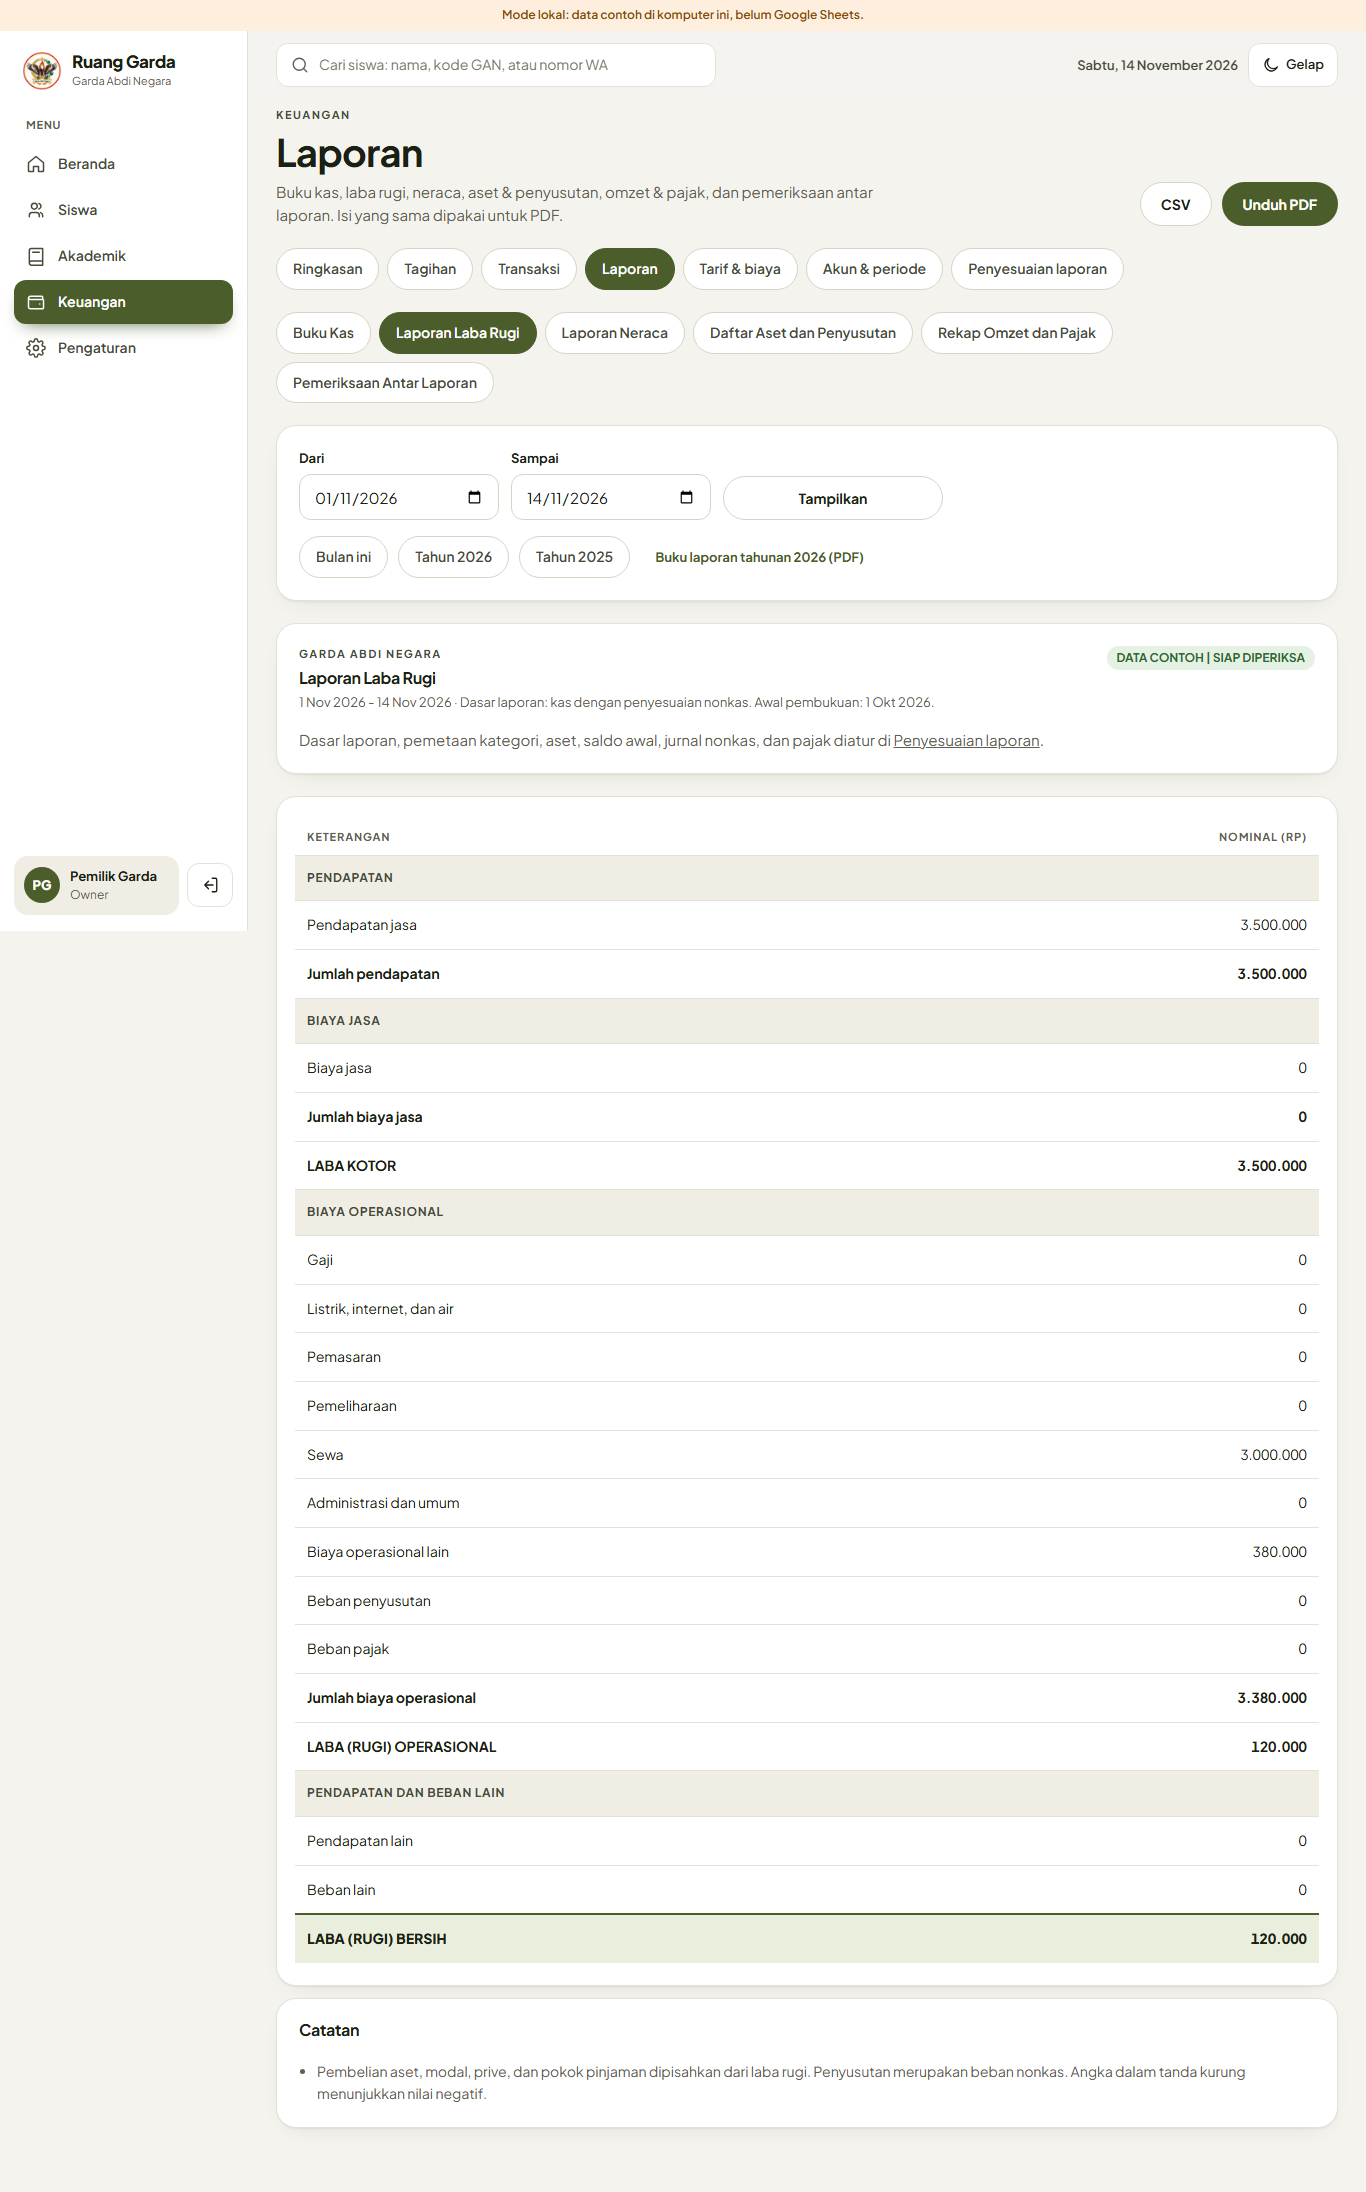 Mode lokal: data contoh di komputer ini, belum Google Sheets.
Ruang Garda
Garda Abdi Negara
MENU
Beranda
Siswa
Akademik
Keuangan
Pengaturan
PG
Pemilik Garda
Owner
Cari siswa: nama, kode GAN, atau nomor WA
Sabtu, 14 November 2026
Gelap
KEUANGAN
Laporan
Buku kas, laba rugi, neraca, aset & penyusutan, omzet & pajak, dan pemeriksaan antar
laporan. Isi yang sama dipakai untuk PDF.
CSV
Unduh PDF
Ringkasan
Tagihan
Transaksi
Laporan
Tarif & biaya
Akun & periode
Penyesuaian laporan
Buku Kas
Laporan Laba Rugi
Laporan Neraca
Daftar Aset dan Penyusutan
Rekap Omzet dan Pajak
Pemeriksaan Antar Laporan
Dari
Sampai
01/11/2026
14/11/2026
Tampilkan
Bulan ini
Tahun 2026
Tahun 2025
Buku laporan tahunan 2026 (PDF)
GARDA ABDI NEGARA
DATA CONTOH | SIAP DIPERIKSA
Laporan Laba Rugi
1 Nov 2026 - 14 Nov 2026 · Dasar laporan: kas dengan penyesuaian nonkas. Awal pembukuan: 1 Okt 2026.
Dasar laporan, pemetaan kategori, aset, saldo awal, jurnal nonkas, dan pajak diatur di Penyesuaian laporan.
KETERANGAN NOMINAL (RP)
PENDAPATAN
Pendapatan jasa 3.500.000
Jumlah pendapatan 3.500.000
BIAYA JASA
Biaya jasa 0
Jumlah biaya jasa 0
LABA KOTOR 3.500.000
BIAYA OPERASIONAL
Gaji 0
Listrik, internet, dan air 0
Pemasaran 0
Pemeliharaan 0
Sewa 3.000.000
Administrasi dan umum 0
Biaya operasional lain 380.000
Beban penyusutan 0
Beban pajak 0
Jumlah biaya operasional 3.380.000
LABA (RUGI) OPERASIONAL 120.000
PENDAPATAN DAN BEBAN LAIN
Pendapatan lain 0
Beban lain 0
LABA (RUGI) BERSIH 120.000
Catatan
• Pembelian aset, modal, prive, dan pokok pinjaman dipisahkan dari laba rugi. Penyusutan merupakan beban nonkas. Angka dalam tanda kurung
menunjukkan nilai negatif.